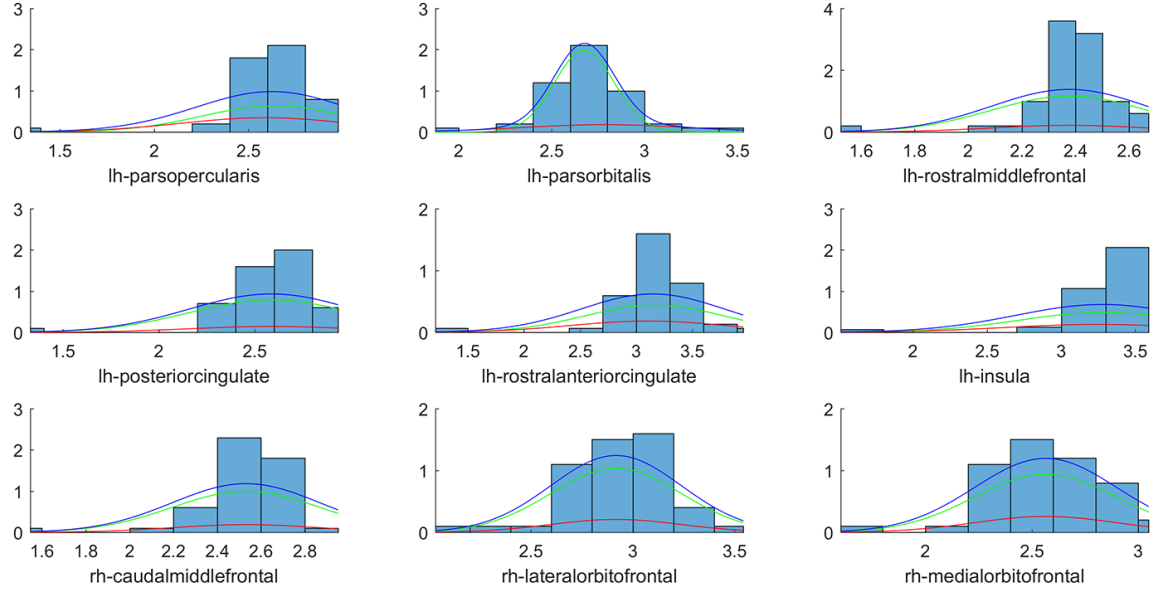 3 3 4
2 2
2
1 1
0 0 0
1.5 2 2.5 2 2.5 3 3.5 1.6 1.8 2 2.2 2.4 2.6
lh-parsopercularis lh-parsorbitalis lh-rostralmiddlefrontal
3 2 3
2 2
1
1 1
0 0 0
1.5 2 2.5 1.5 2 2.5 3 3.5 2 2.5 3 3.5
lh-posteriorcingulate lh-rostralanteriorcingulate lh-insula
3 2 2
2
1 1
1
0 0 0
1.6 1.8 2 2.2 2.4 2.6 2.8 2.5 3 3.5 2 2.5 3
rh-caudalmiddlefrontal rh-lateralorbitofrontal rh-medialorbitofrontal